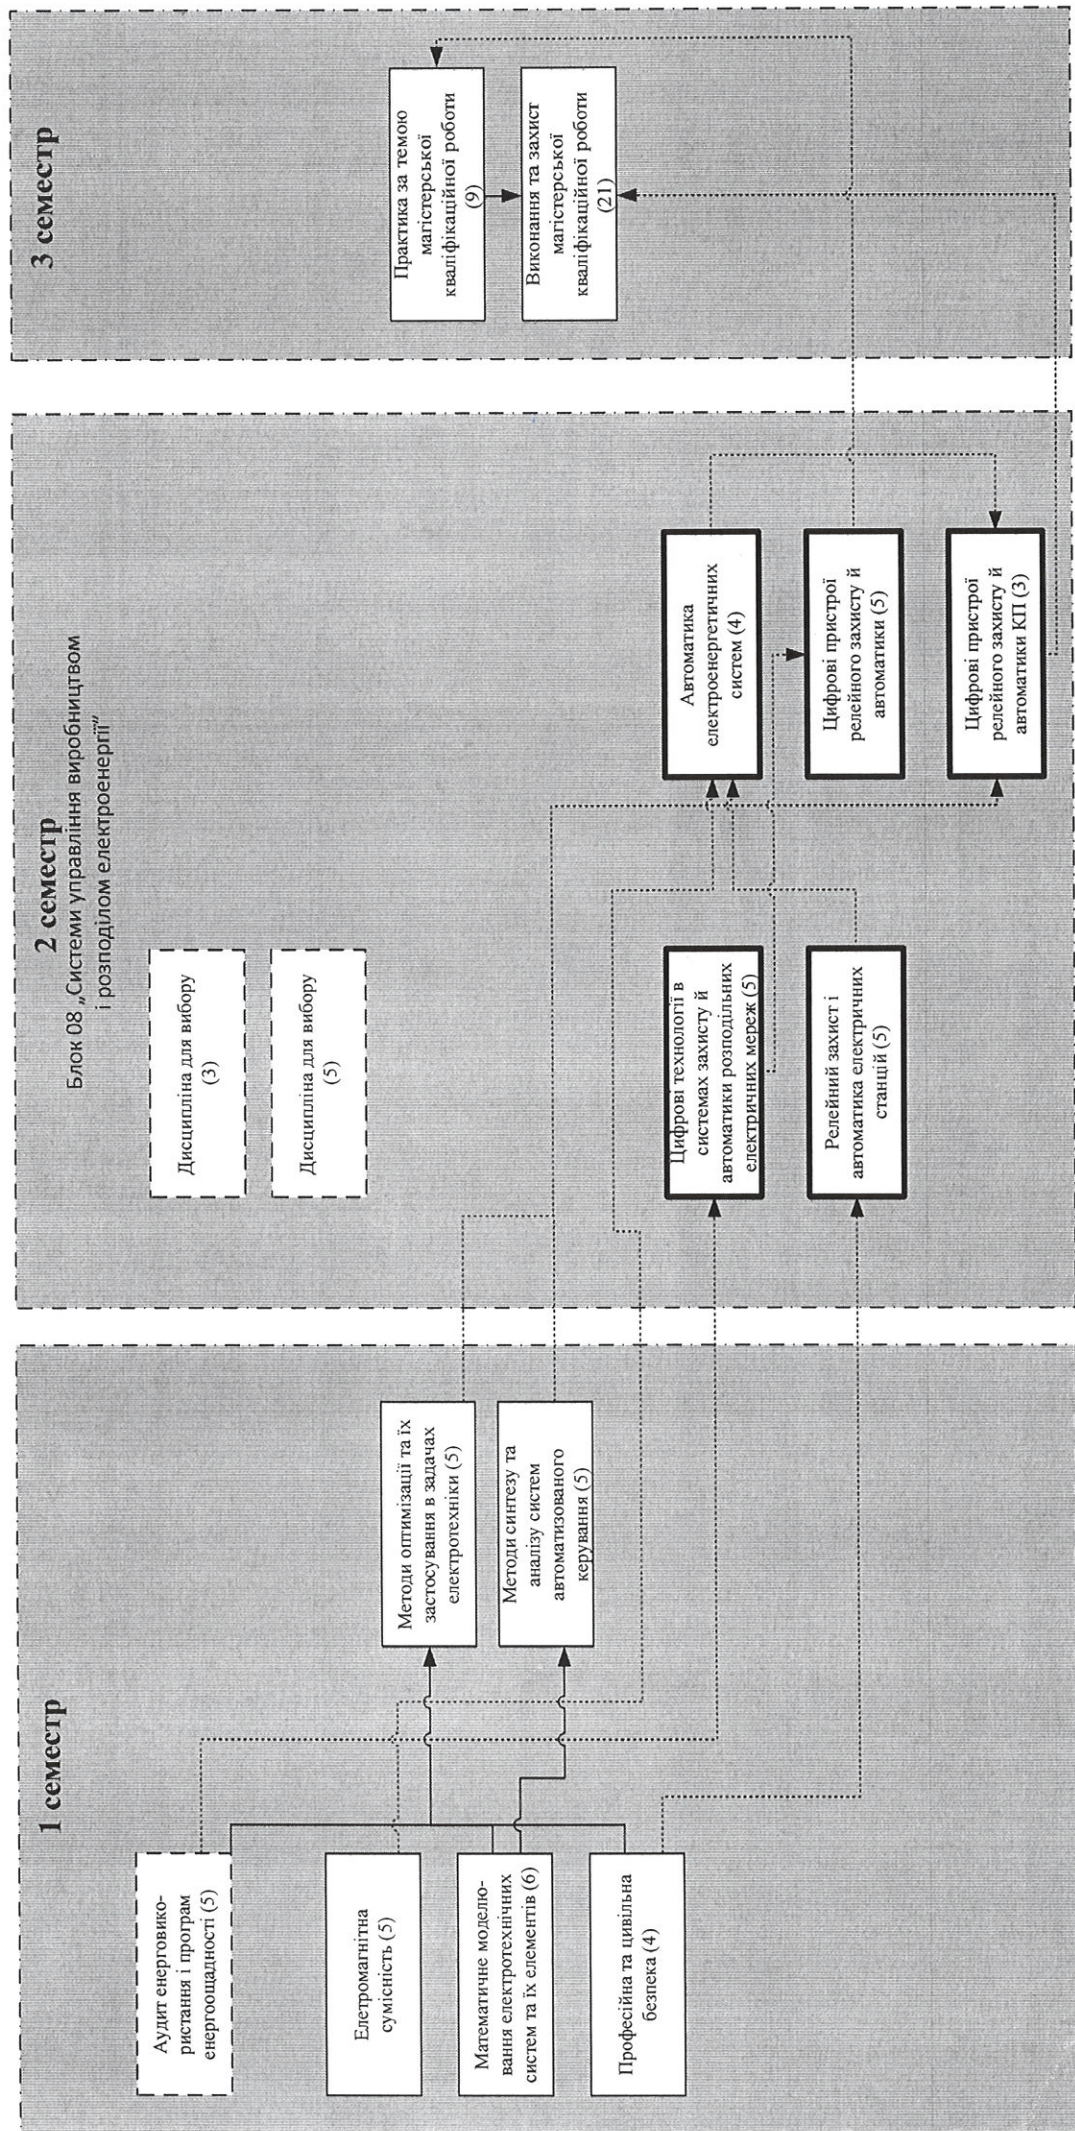 1 семестр
Аудит енерговико-
ристання і програм
енергоощадності (5)
Елетромагнітна
сумісність (5)
Математичне моделю-
вання електротехнічних
систем та їх елементів (6)
Професійна та цивільна
безпека (4)
Методи оптимізації та їх
застосування в задачах
електротехніки (5)
Методи синтезу та
аналізу систем
автоматизованого
керування (5)
2 семестр
Блок 08 „Системи управління виробництвом
і розподілом електроенергії”
Дисципліна для вибору
(3)
Дисципліна для вибору
(5)
Цифрові технології в
системах захисту й
автоматики розподільних
електричних мереж (5)
Релейний захист і
автоматика електричних
станцій (5)
Автоматика
електроенергетичних
систем (4)
Цифрові пристрої
релейного захисту й
автоматики (5)
Цифрові пристрої
релейного захисту й
автоматики КП (3)
3 семестр
Практика за темою
магістерської
кваліфікаційної роботи
(9)
Виконання та захист
магістерської
кваліфікаційної роботи
(21)